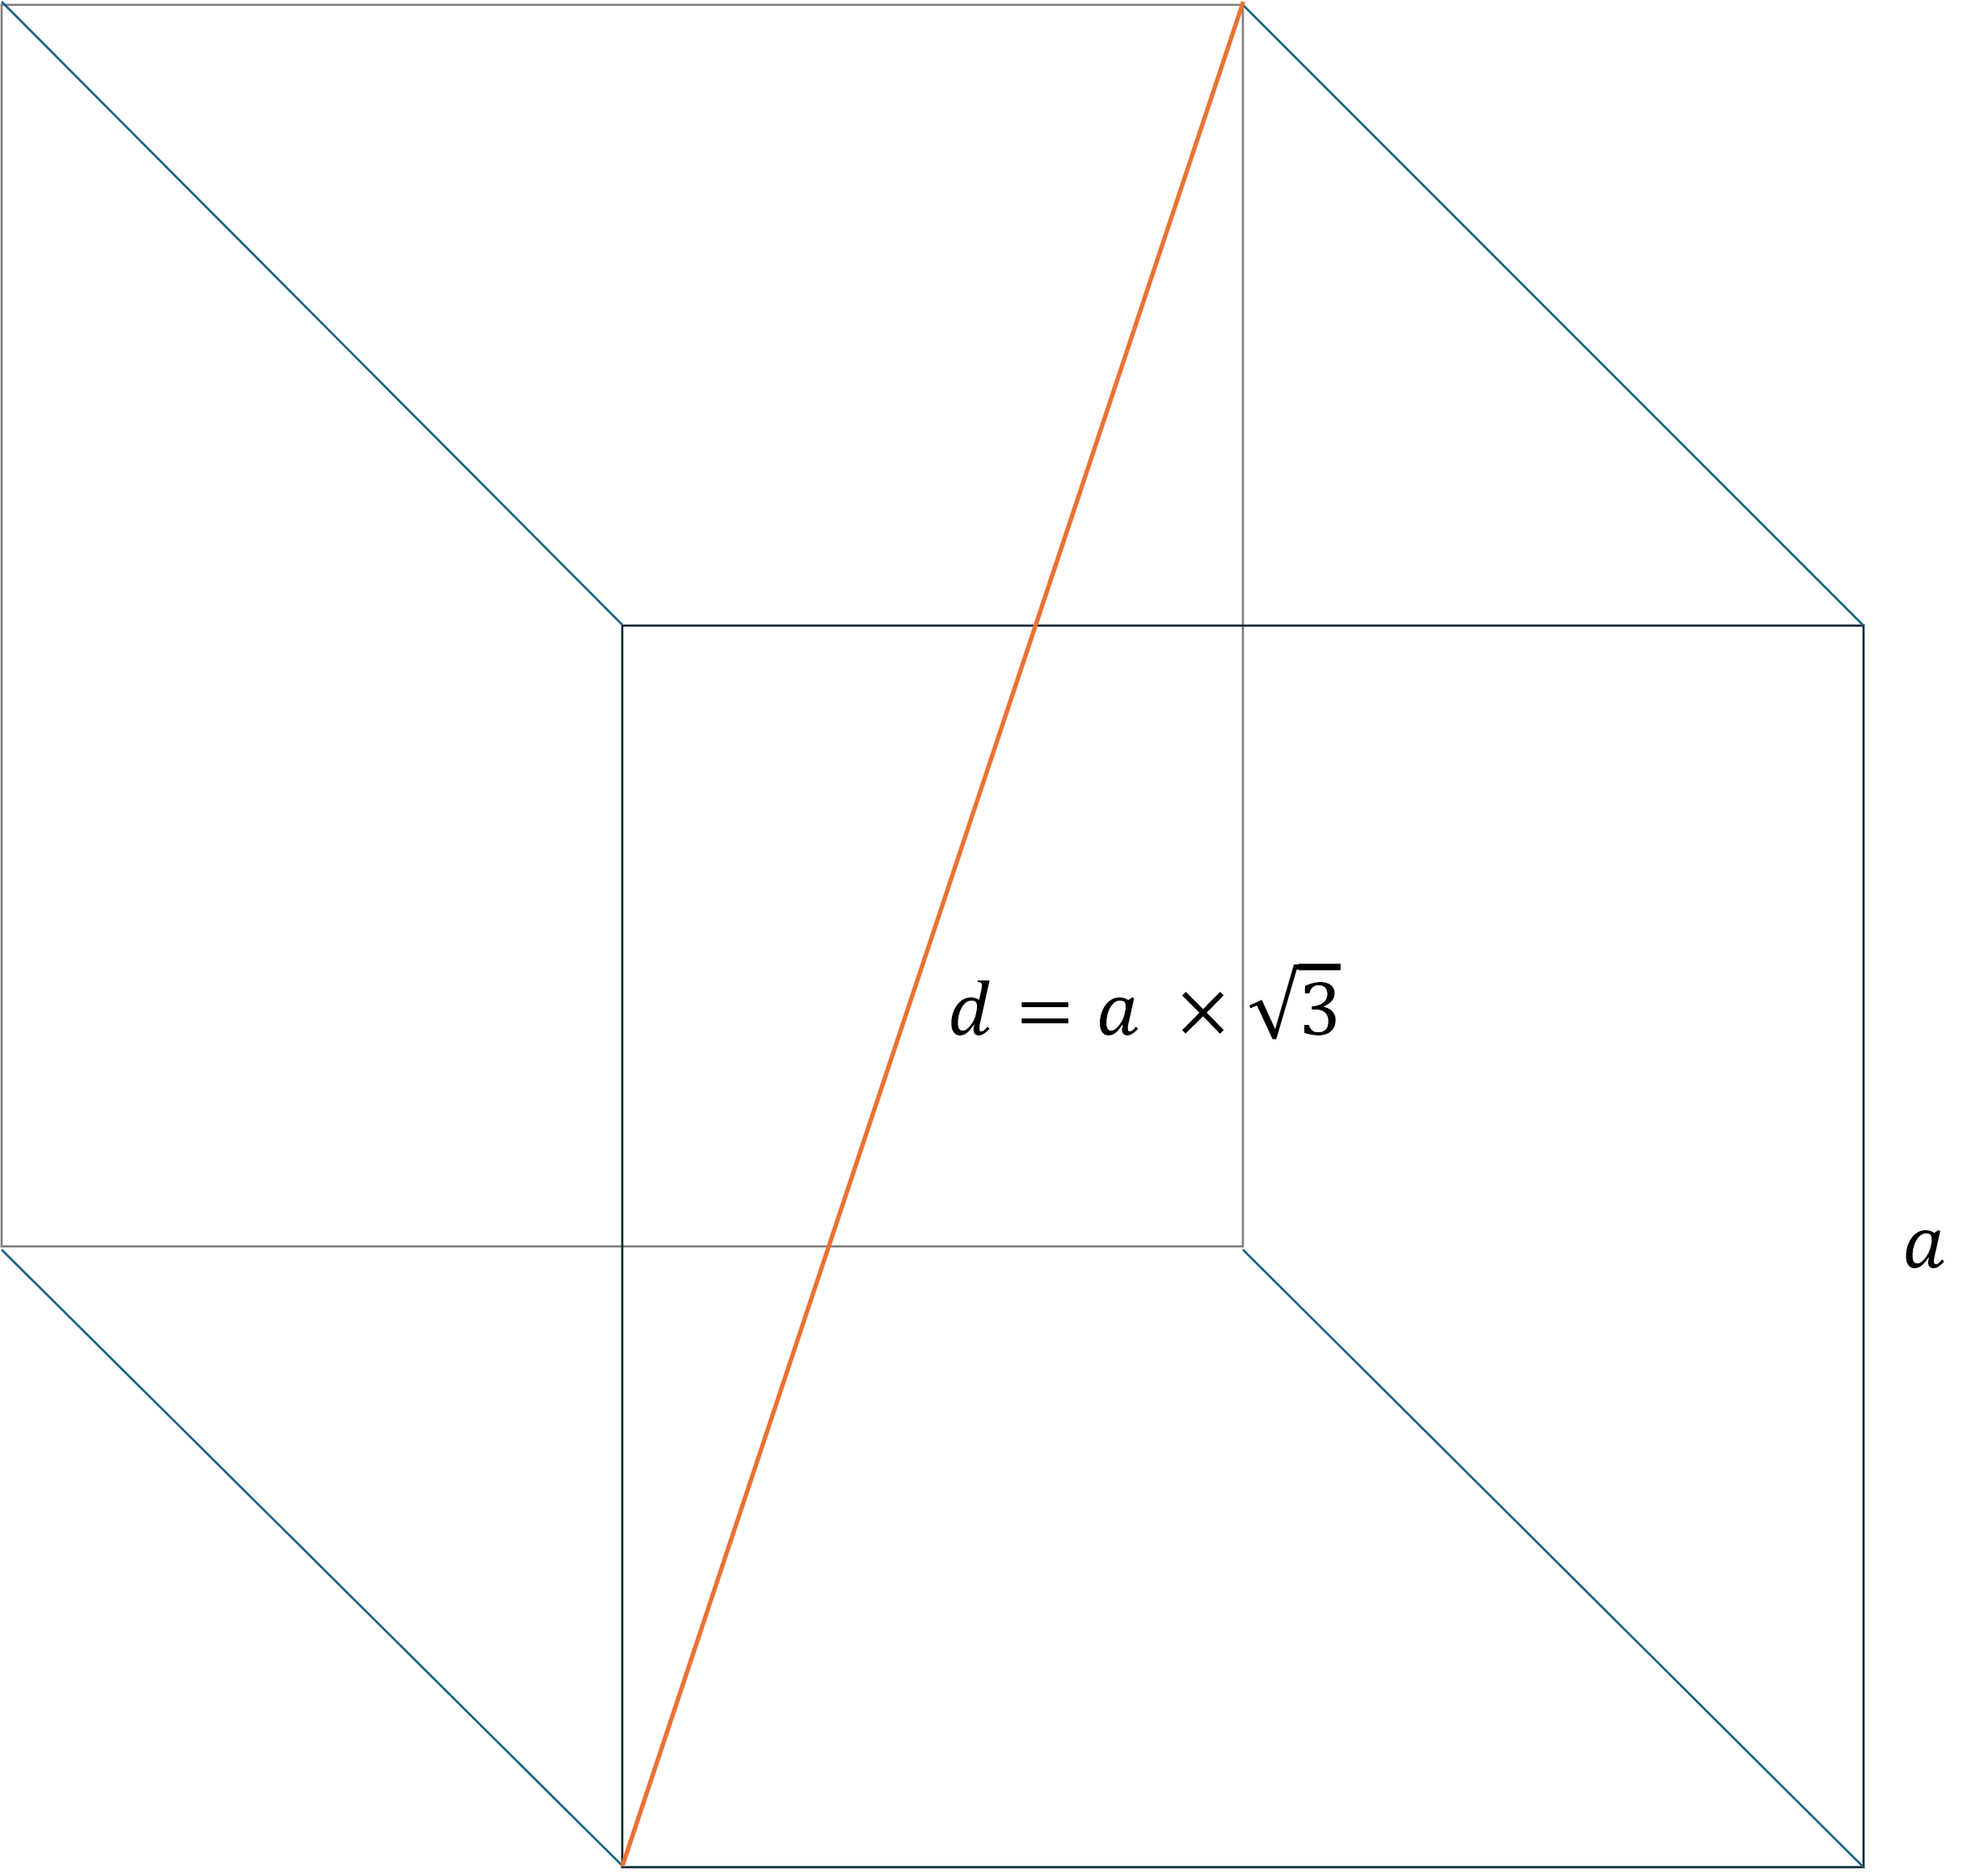 d = a × √3
a